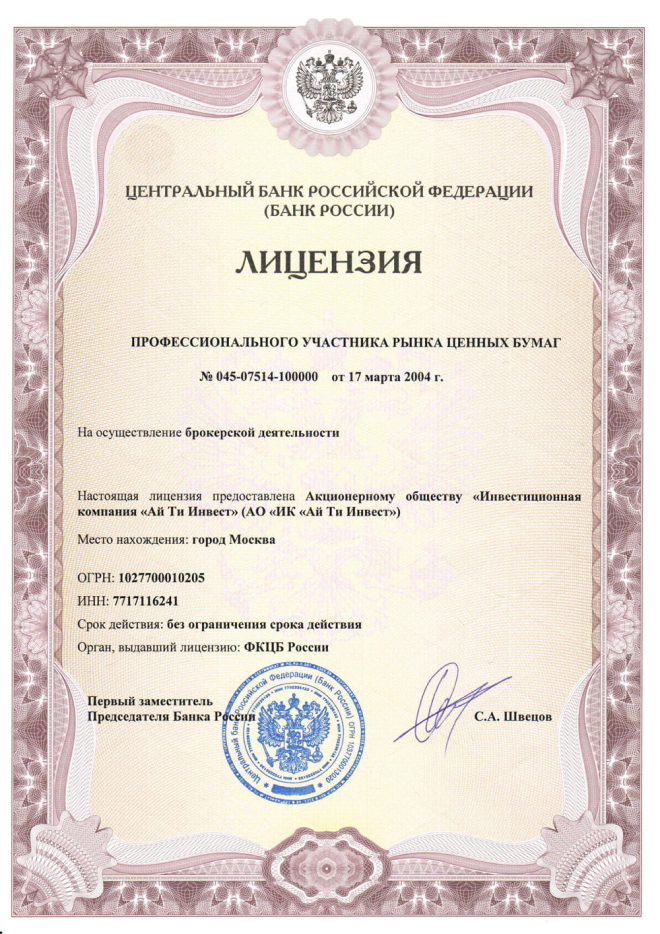 ЦЕНТРАЛЬНЫЙ БАНК РОССИЙСКОЙ ФЕДЕРАЦИИ
(БАНК РОССИИ)
ЛИЦЕНЗИЯ
ПРОФЕССИОНАЛЬНОГО УЧАСТНИКА РЫНКА ЦЕННЫХ БУМАГ
№ 045-07514-100000 от 17 марта 2004 г.
На осуществление брокерской деятельности
Настоящая лицензия предоставлена Акционерному обществу «Инвестиционная
компания «Ай Ти Инвест» (АО «ИК «Ай Ти Инвест»)
Место нахождения: город Москва
ОГРН: 1027700010205
ИНН: 7717116241
Срок действия: без ограничения срока действия
Орган, выдавший лицензию: ФКЦБ России
Первый заместитель
Председателя Банка России
С.А. Швецов
Центральный банк Российской Федерации (Банк России) ОГРН 1037700013020